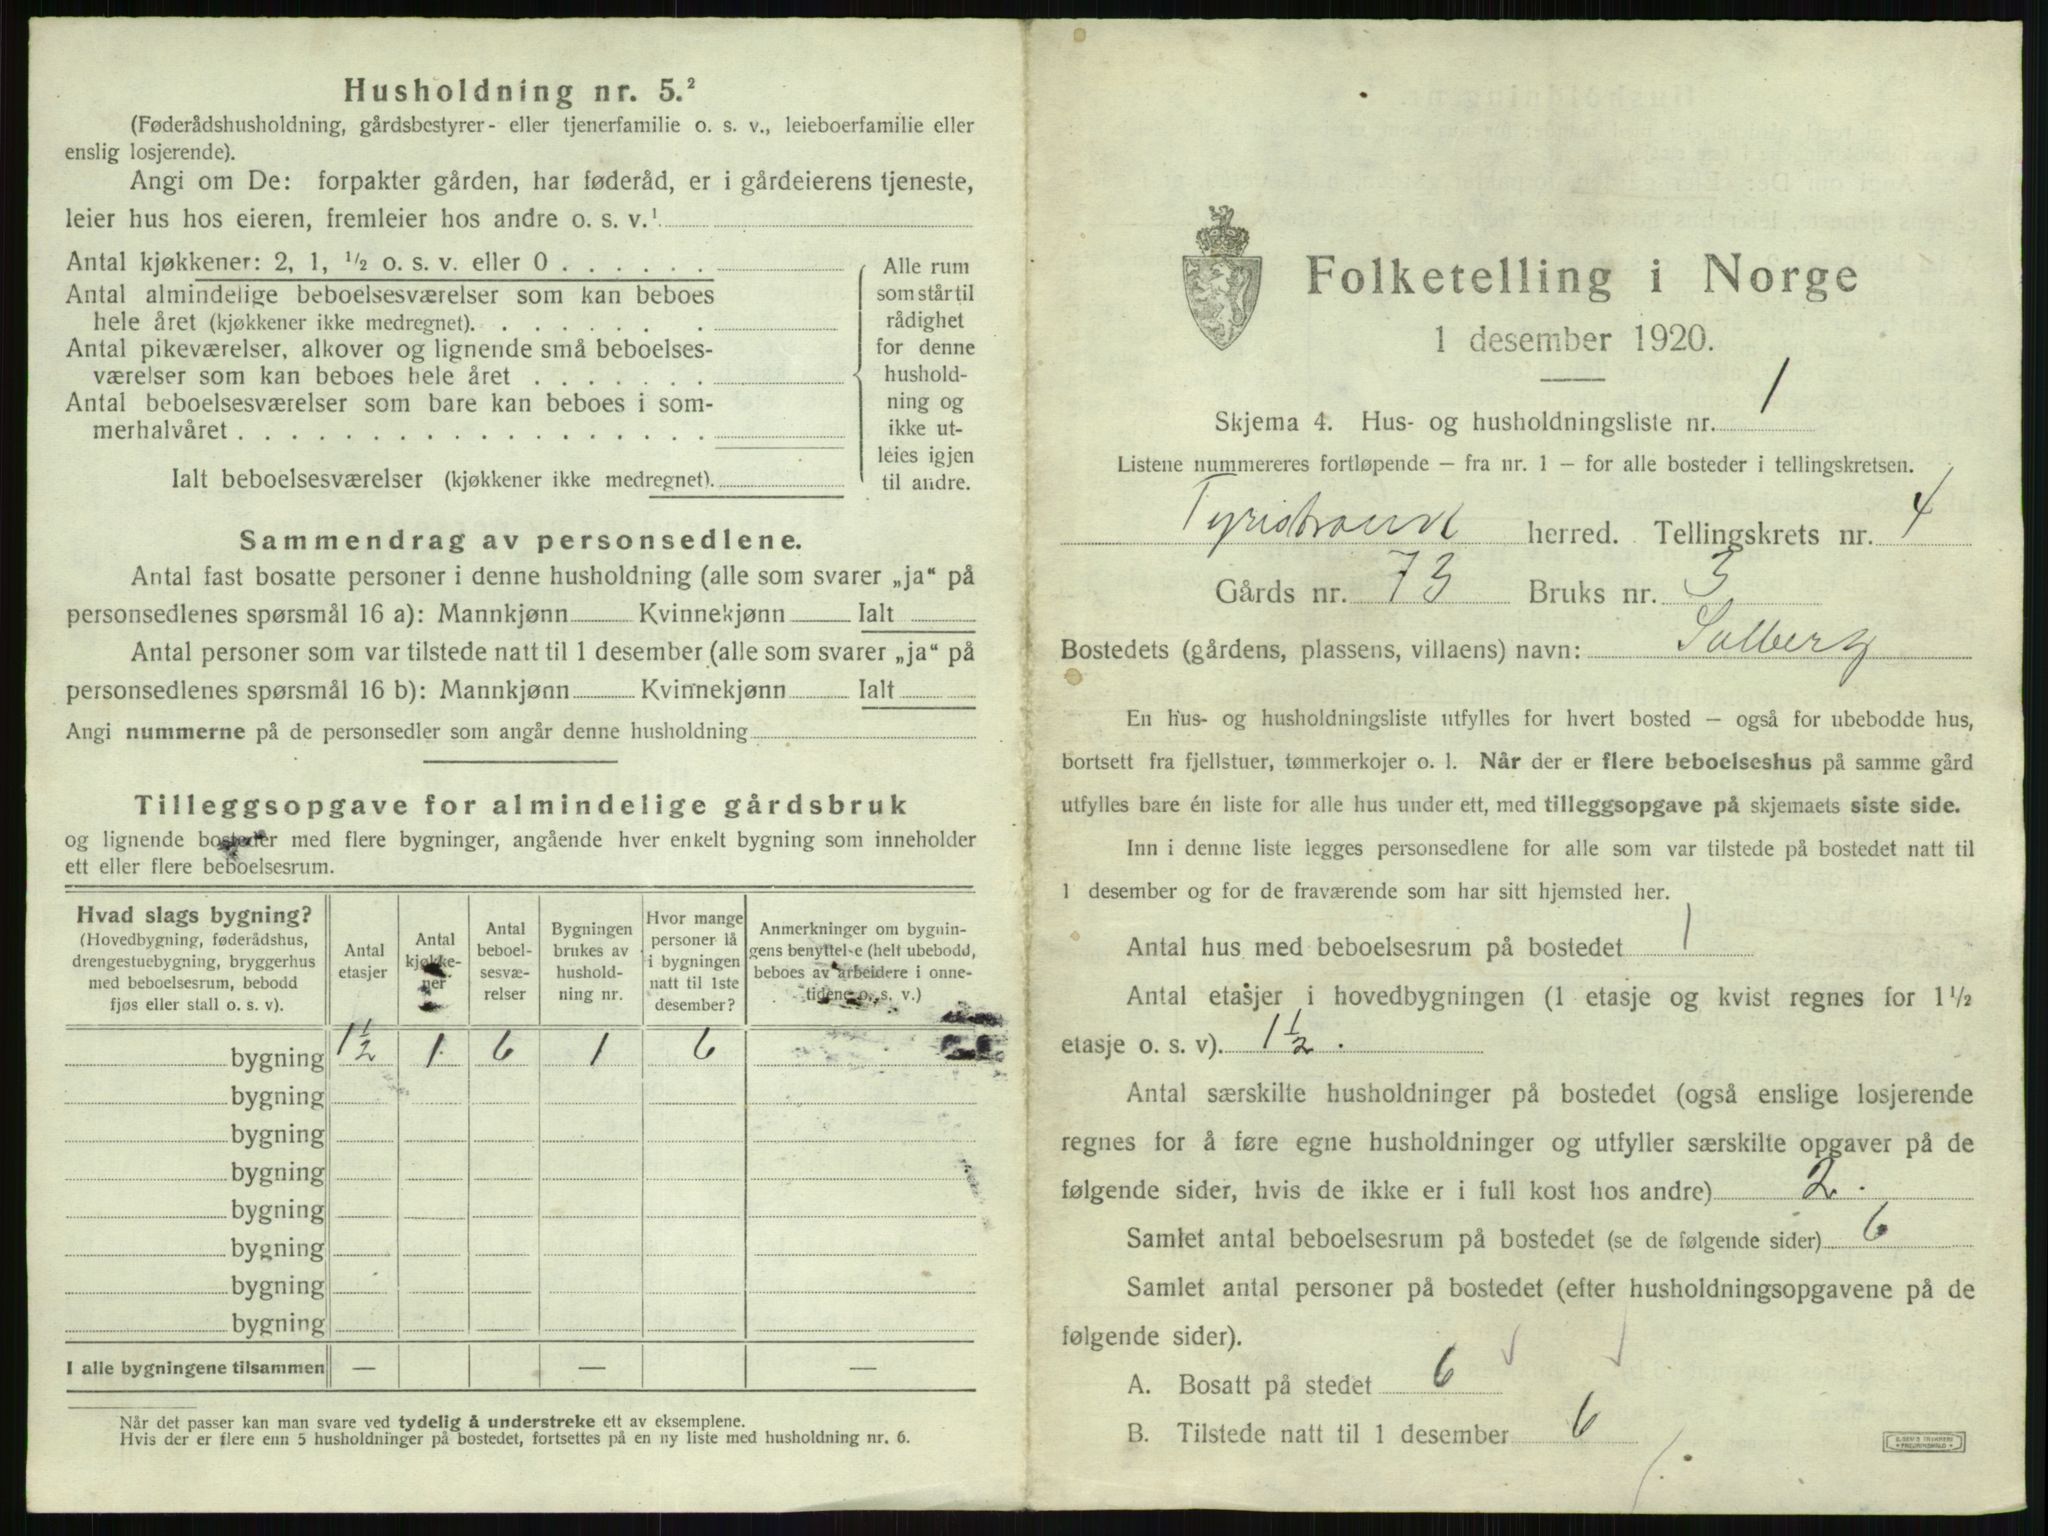 Husholdning nr. 5.²
(Føderådshusholdning, gårdsbestyrer- eller tjenerfamilie o. s. v., leieboerfamilie eller
enslig losjerende).
Angi om De: forpakter gården, har føderåd, er i gårdeierens tjeneste,
leier hus hos eieren, fremleier hos andre o. s. v.¹
Antal kjøkkener: 2, 1, ½ o. s. v. eller 0 . . . . . .
Antal almindelige beboelsesværelser som kan beboes
hele året (kjøkkener ikke medregnet). . . . . . . .
Antal pikeværelser, alkover og lignende små beboelses-
værelser som kan beboes hele året . . . . . . .
Antal beboelsesværelser som bare kan beboes i som-
merhalvåret . . . . . . . . . . . . . . . . . .
Ialt beboelsesværelser (kjøkkener ikke medregnet).
Alle rum
som står til
rådighet
for denne
hushold-
ning og
ikke ut-
leies igjen
til andre.
Sammendrag av personsedlene.
Antal fast bosatte personer i denne husholdning (alle som svarer „ja“ på
personsedlenes spørsmål 16 a): Mannkjønn Kvinnekjønn Ialt
Antal personer som var tilstede natt til 1 desember (alle som svarer „ja“ på
personsedlenes spørsmål 16 b): Mannkjønn Kvinnekjønn Ialt
Angi nummerne på de personsedler som angår denne husholdning
Tilleggsopgave for almindelige gårdsbruk
og lignende bosteder med flere bygninger, angående hver enkelt bygning som inneholder
ett eller flere beboelsesrum.
Hvad slags bygning?
(Hovedbygning, føderådshus,
drengestuebygning, bryggerhus
med beboelsesrum, bebodd
fjøs eller stall o. s. v).
Antal
etasjer
Antal
kjøkke-
ner
Antal
beboel-
sesvæ-
relser
Bygningen
brukes av
hushold-
ning nr.
Hvor mange
personer lå
i bygningen
natt til 1ste
desember?
Anmerkninger om bygnin-
gens benyttelse (helt ubebodd,
beboes av arbeidere i onne-
tidene o. s. v.)
bygning 1½ 1 6 1 6
bygning
bygning
bygning
bygning
bygning
bygning
bygning
I alle bygningene tilsammen — — —
Når det passer kan man svare ved tydelig å understreke ett av eksemplene.
Hvis der er flere enn 5 husholdninger på bostedet, fortsettes på en ny liste med husholdning nr. 6.
Folketelling i Norge
1 desember 1920.
Skjema 4. Hus- og husholdningsliste nr. 1
Listene nummereres fortløpende — fra nr. 1 — for alle bosteder i tellingskretsen.
Tyristrand herred. Tellingskrets nr. 4
Gårds nr. 73 Bruks nr. 3
Bostedets (gårdens, plassens, villaens) navn: Solberg
En hus- og husholdningsliste utfylles for hvert bosted — også for ubebodde hus,
bortsett fra fjellstuer, tømmerkojer o. l. Når der er flere beboelseshus på samme gård
utfylles bare én liste for alle hus under ett, med tilleggsopgave på skjemaets siste side.
Inn i denne liste legges personsedlene for alle som var tilstede på bostedet natt til
1 desember og for de fraværende som har sitt hjemsted her.
Antal hus med beboelsesrum på bostedet 1
Antal etasjer i hovedbygningen (1 etasje og kvist regnes for 1½
etasje o. s. v). 1½.
Antal særskilte husholdninger på bostedet (også enslige losjerende
regnes for å føre egne husholdninger og utfyller særskilte opgaver på de
følgende sider, hvis de ikke er i full kost hos andre) 2.
Samlet antal beboelsesrum på bostedet (se de følgende sider) 6
Samlet antal personer på bostedet (efter husholdningsopgavene på de
følgende sider).
A. Bosatt på stedet 6
B. Tilstede natt til 1 desember 6